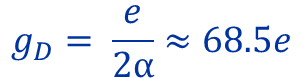 g_D = e/2α ≈ 68.5e